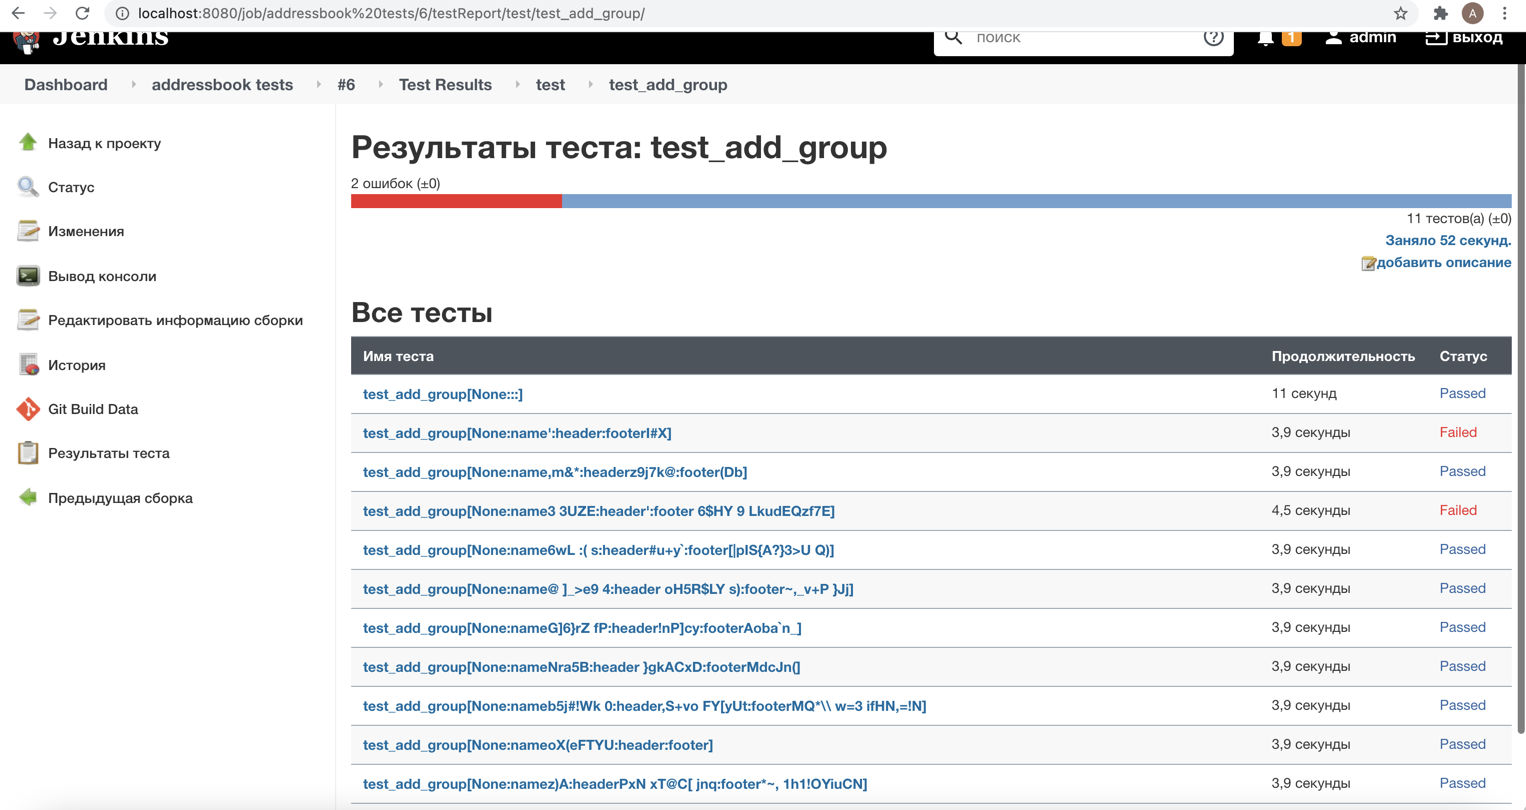 localhost:8080/job/addressbook%20tests/6/testReport/test/test_add_group/
A
Jenkins
поиск
1
admin
выход
Dashboard
addressbook tests
#6
Test Results
test
test_add_group
Назад к проекту
Статус
Изменения
Вывод консоли
Редактировать информацию сборки
История
Git Build Data
Результаты теста
Предыдущая сборка
Результаты теста: test_add_group
2 ошибок (±0)
11 тестов(а) (±0)
Заняло 52 секунд.
добавить описание
Все тесты
Имя теста Продолжительность Статус
test_add_group[None:::] 11 секунд Passed
test_add_group[None:name':header:footerI#X] 3,9 секунды Failed
test_add_group[None:name,m&*:headerz9j7k@:footer(Db] 3,9 секунды Passed
test_add_group[None:name3 3UZE:header':footer 6$HY 9 LkudEQzf7E] 4,5 секунды Failed
test_add_group[None:name6wL :( s:header#u+y`:footer[|pIS{A?}3>U Q)] 3,9 секунды Passed
test_add_group[None:name@ ]_>e9 4:header oH5R$LY s):footer~,_v+P }Jj] 3,9 секунды Passed
test_add_group[None:nameG]6}rZ fP:header!nP]cy:footerAoba`n_] 3,9 секунды Passed
test_add_group[None:nameNra5B:header }gkACxD:footerMdcJn(] 3,9 секунды Passed
test_add_group[None:nameb5j#!Wk 0:header,S+vo FY[yUt:footerMQ*\\ w=3 ifHN,=!N] 3,9 секунды Passed
test_add_group[None:nameoX(eFTYU:header:footer] 3,9 секунды Passed
test_add_group[None:namez)A:headerPxN xT@C[ jnq:footer*~, 1h1!OYiuCN] 3,9 секунды Passed